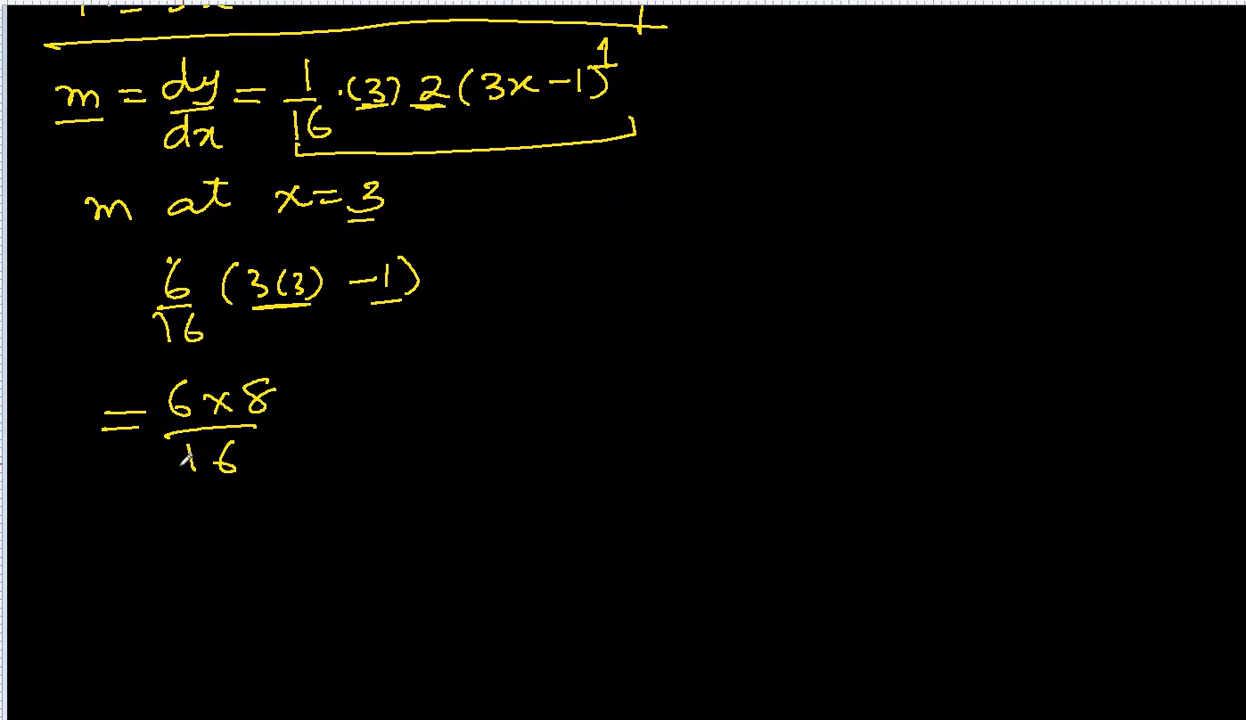 m = dy/dx = 1/16 · (3) 2 (3x − 1)^1
m at x = 3
6/16 (3(3) − 1)
= 6 × 8 / 16